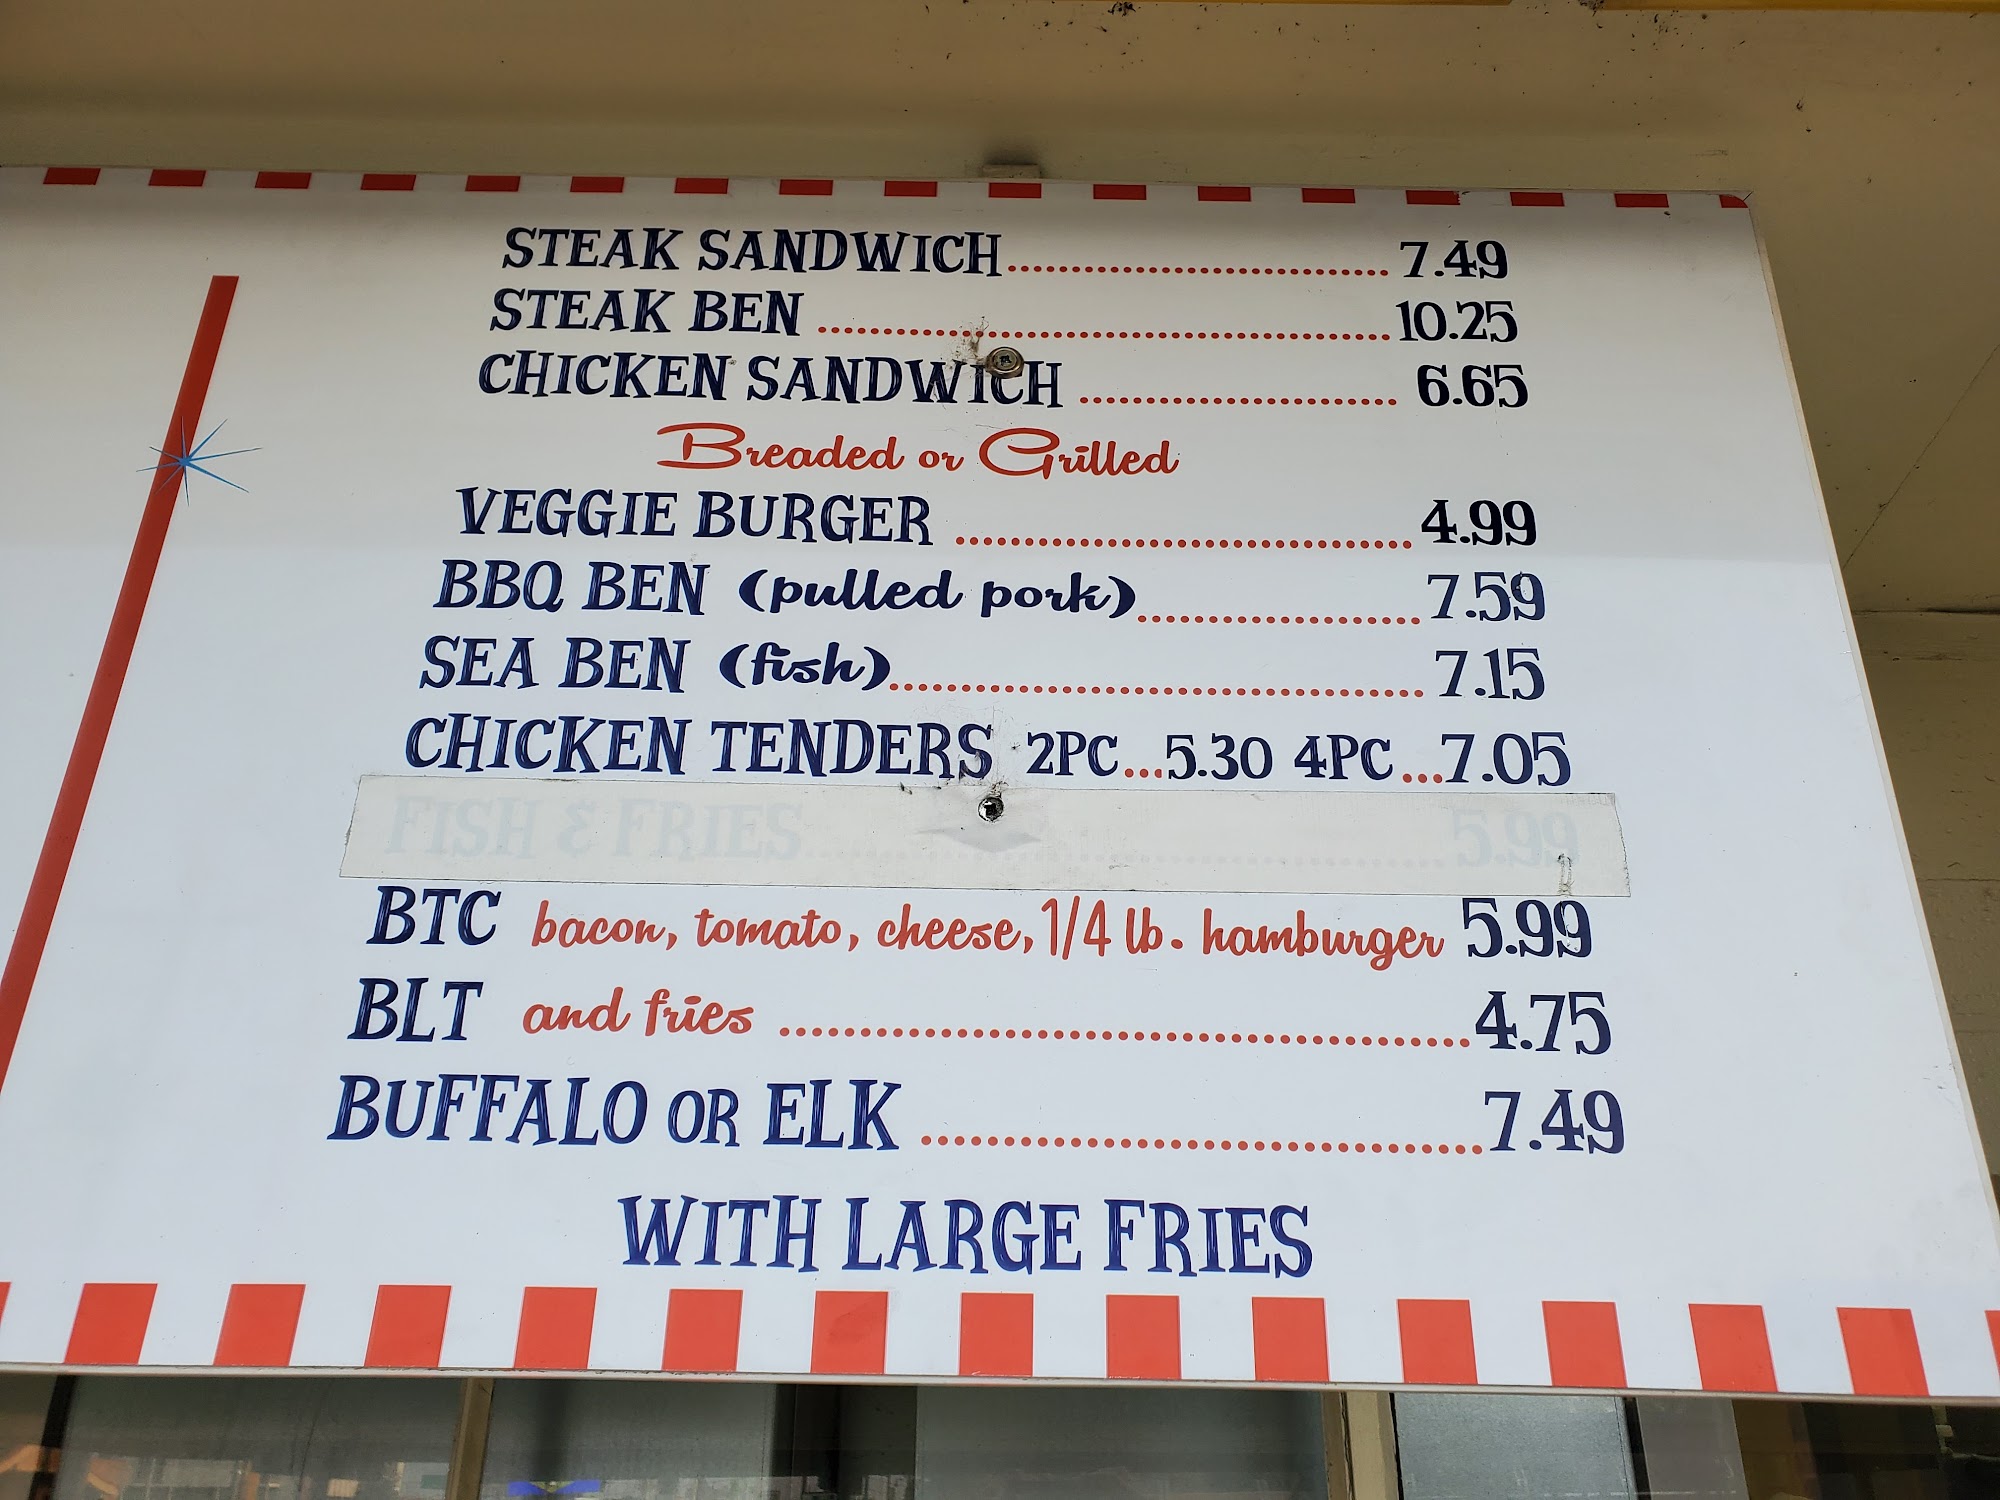 STEAK SANDWICH 7.49
STEAK BEN 10.25
CHICKEN SANDWICH 6.65
Breaded or Grilled
VEGGIE BURGER 4.99
BBQ BEN (pulled pork) 7.59
SEA BEN (fish) 7.15
CHICKEN TENDERS 2PC...5.30 4PC...7.05
FISH & FRIES 5.99
BTC bacon, tomato, cheese, 1/4 lb. hamburger 5.99
BLT and fries 4.75
BUFFALO OR ELK 7.49
WITH LARGE FRIES